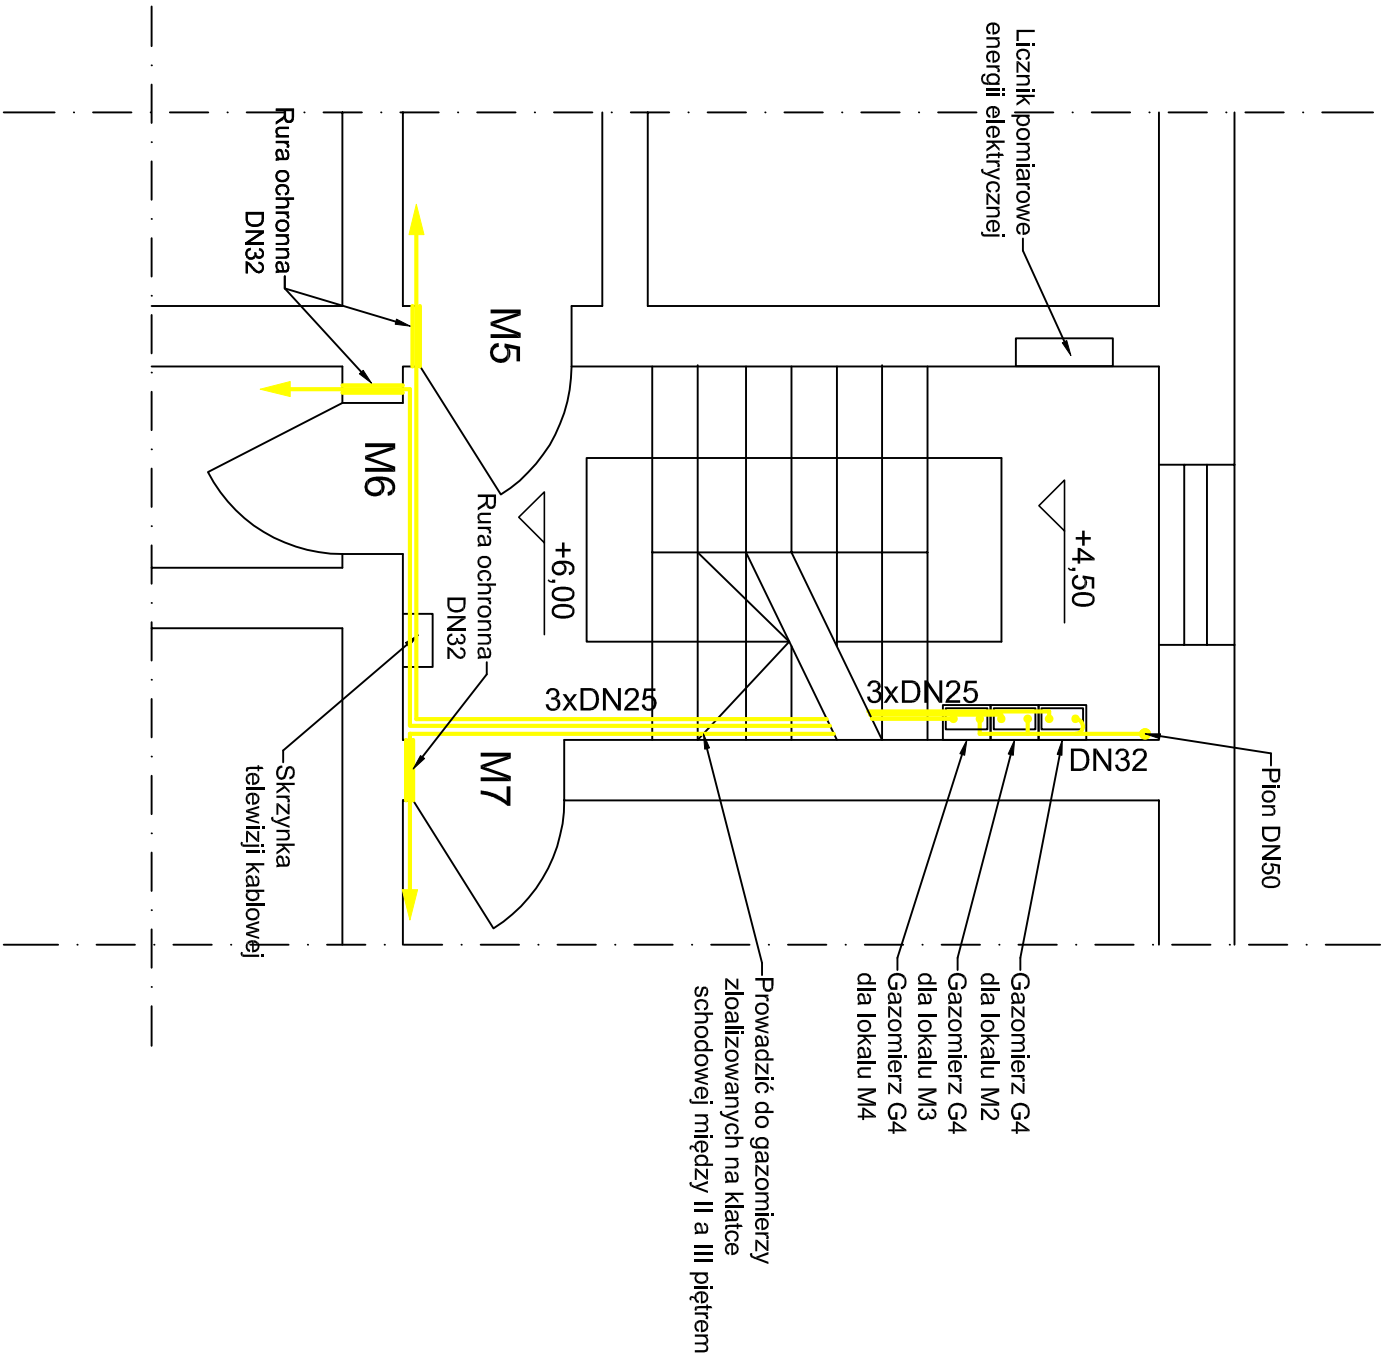 Licznik pomiarowe
energii elektrycznej
Rura ochronna
DN32
M5
M6
+4,50
+6,00
Rura ochronna
DN32
3xDN25
3xDN25
M7
DN32
Pion DN50
Skrzynka
telewizji kablowej
Gazomierz G4
dla lokalu M2
Gazomierz G4
dla lokalu M3
Gazomierz G4
dla lokalu M4
Prowadzić do gazomierzy
zloalizowanych na klatce
schodowej między II a III piętrem